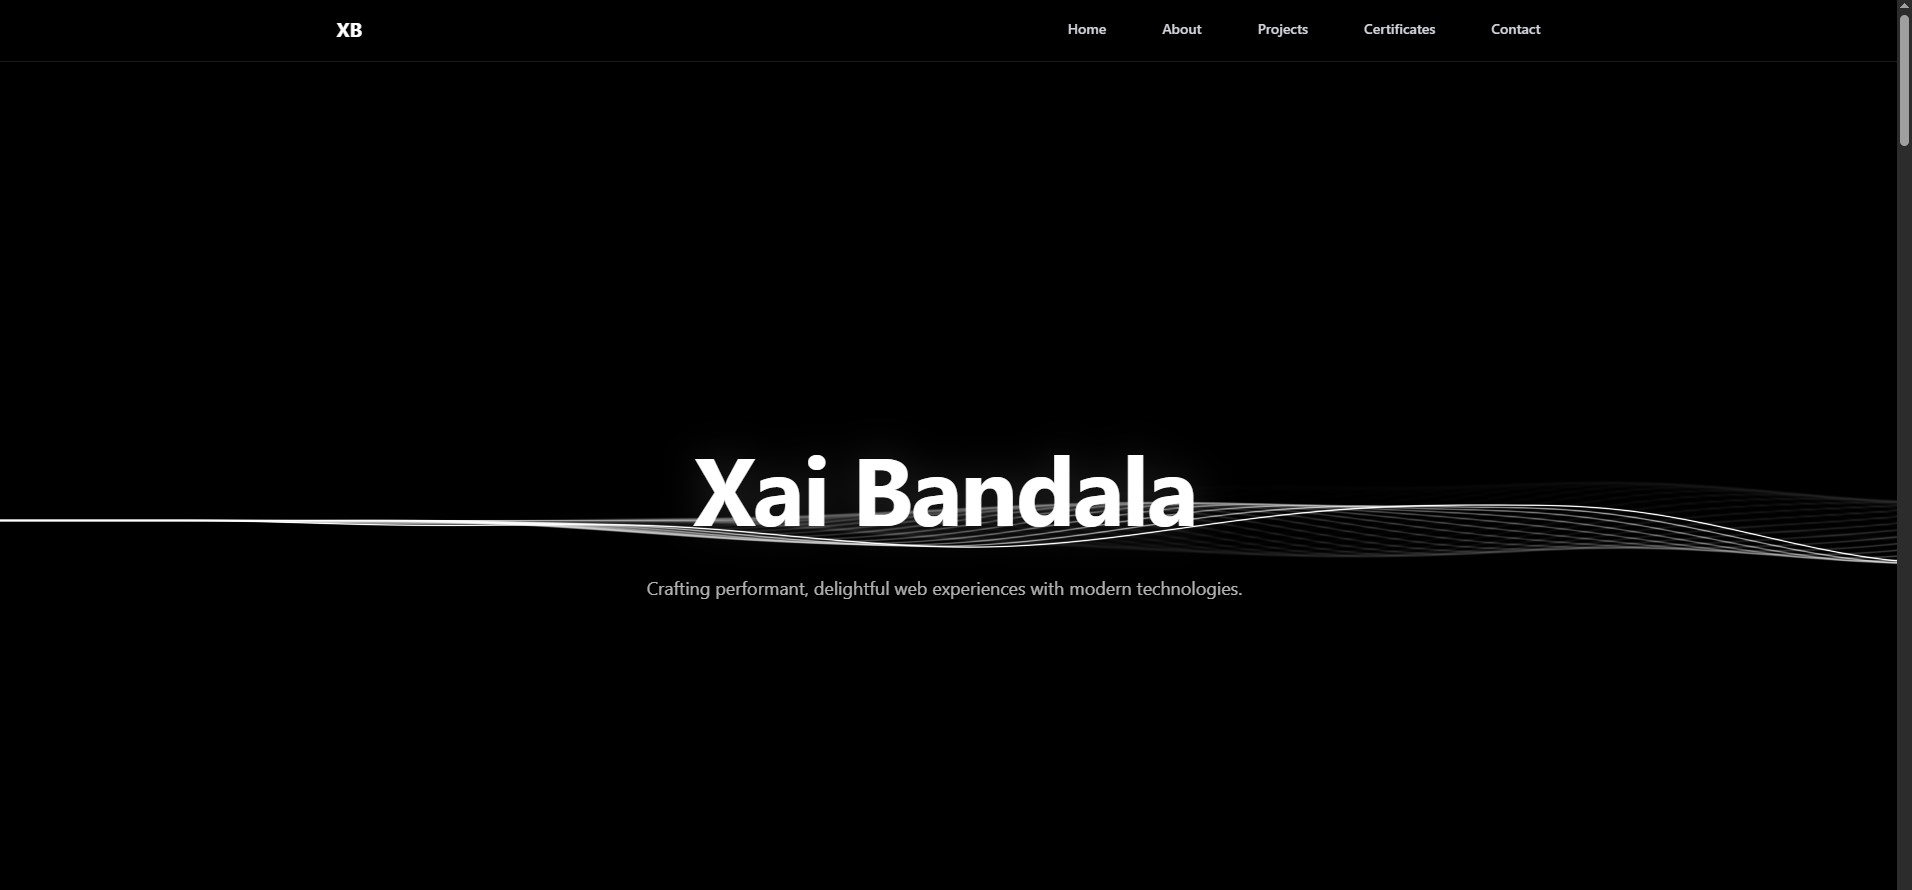 XB
Home About Projects Certificates Contact
Xai Bandala
Crafting performant, delightful web experiences with modern technologies.